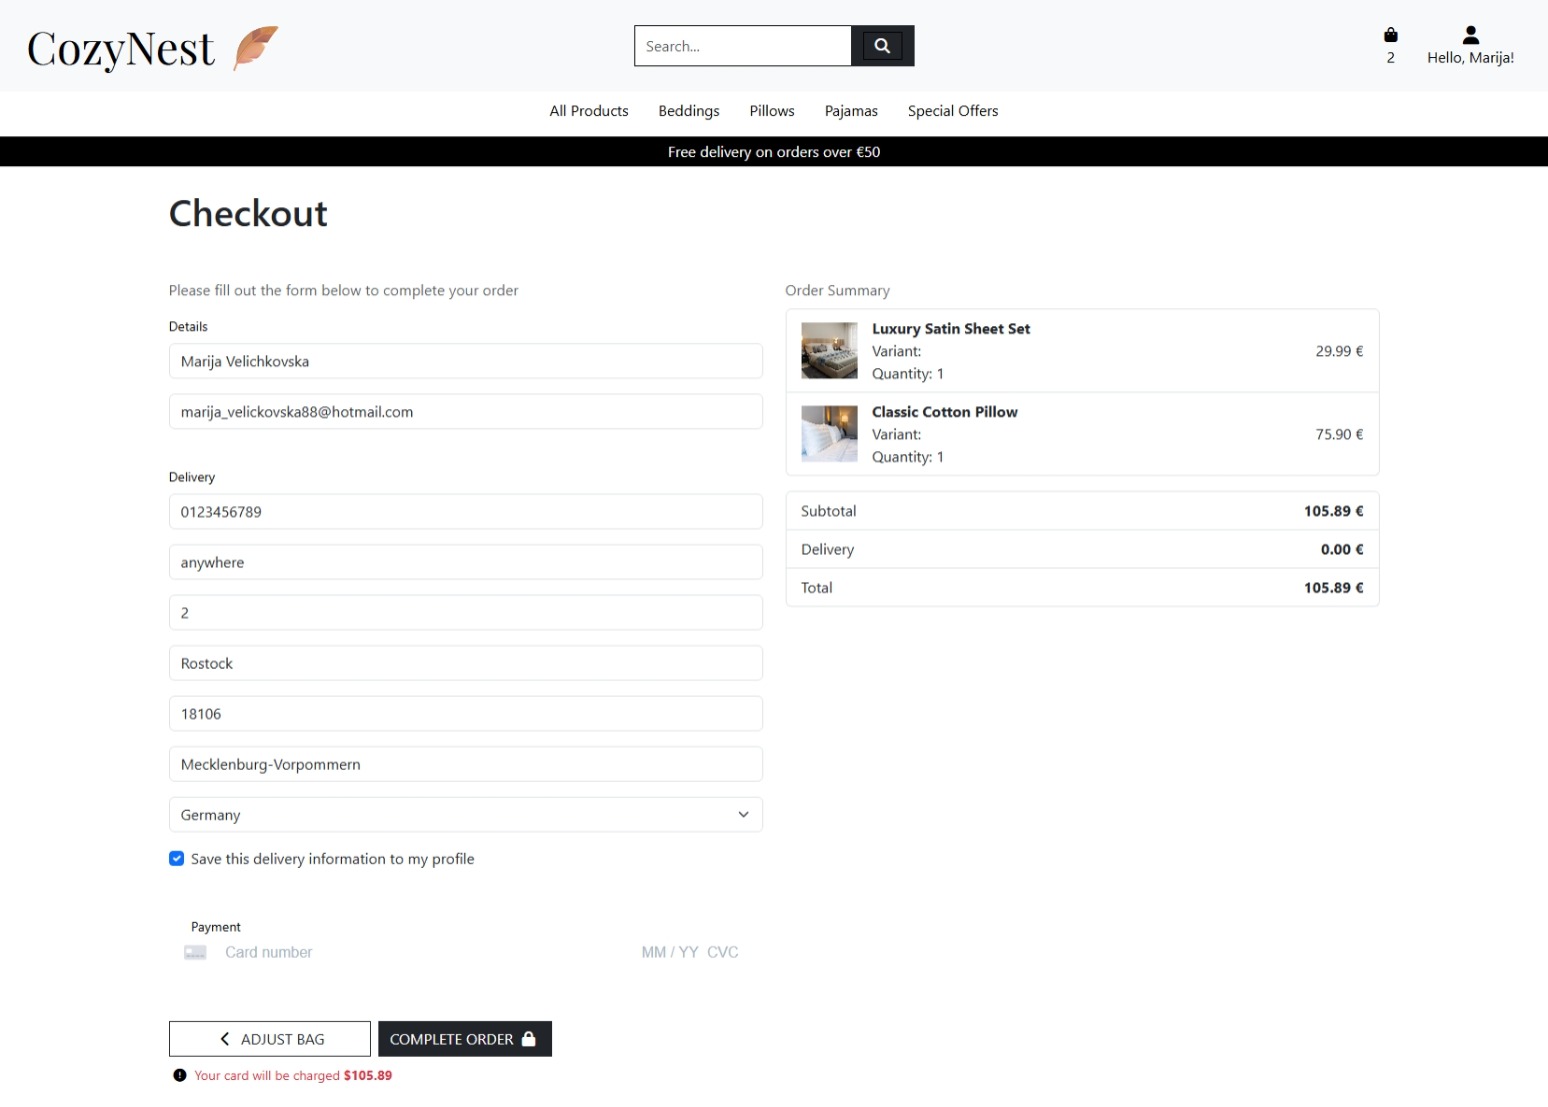 CozyNest
Search...
2
Hello, Marija!
All Products Beddings Pillows Pajamas Special Offers
Free delivery on orders over €50
Checkout
Please fill out the form below to complete your order
Details
Marija Velichkovska
marija_velickovska88@hotmail.com
Delivery
0123456789
anywhere
2
Rostock
18106
Mecklenburg-Vorpommern
Germany
Save this delivery information to my profile
Payment
Card number MM / YY CVC
ADJUST BAG
COMPLETE ORDER
Your card will be charged $105.89
Order Summary
Luxury Satin Sheet Set
Variant:
Quantity: 1
29.99 €
Classic Cotton Pillow
Variant:
Quantity: 1
75.90 €
Subtotal 105.89 €
Delivery 0.00 €
Total 105.89 €